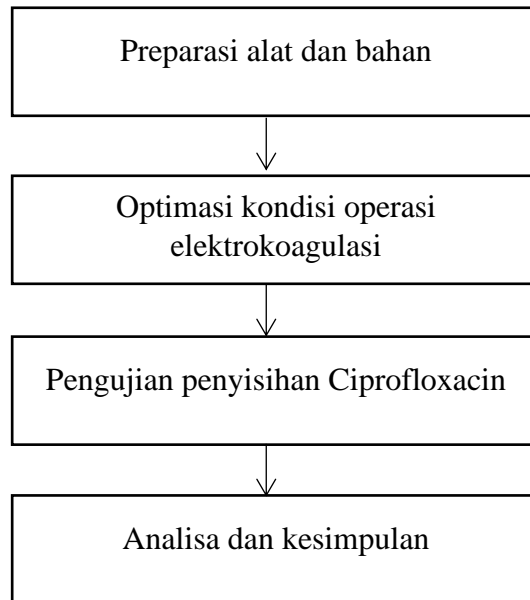 Preparasi alat dan bahan
Optimasi kondisi operasi
elektrokoagulasi
Pengujian penyisihan Ciprofloxacin
Analisa dan kesimpulan